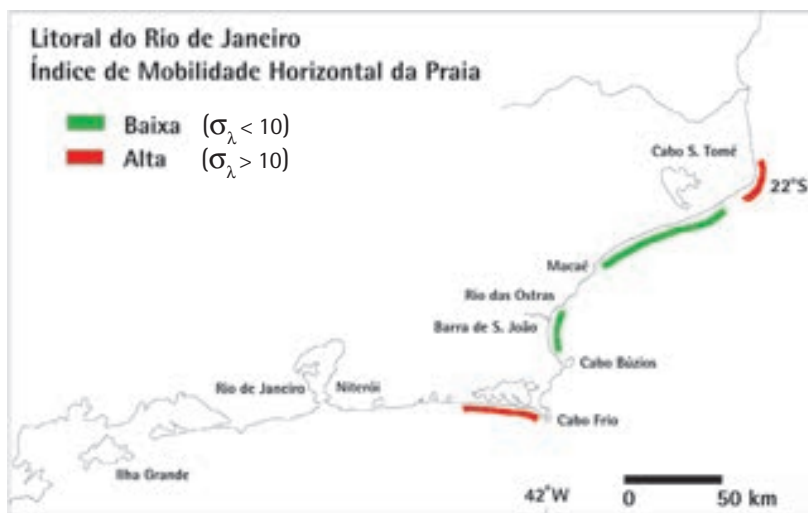 Litoral do Rio de Janeiro
Índice de Mobilidade Horizontal da Praia
Baixa (σλ < 10)
Alta (σλ > 10)
Cabo S. Tomé
22°S
Macaé
Rio das Ostras
Barra de S. João
Cabo Búzios
Rio de Janeiro
Niterói
Cabo Frio
Ilha Grande
42°W
0 50 km